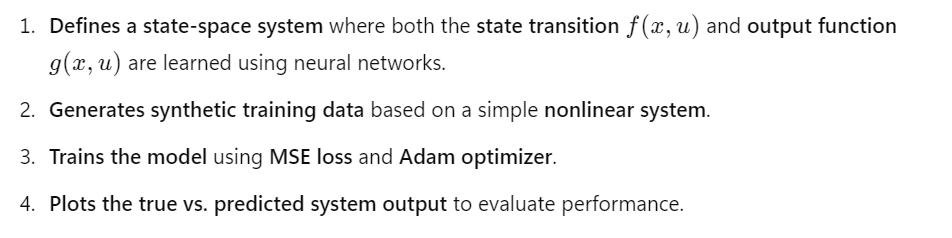 1. Defines a state-space system where both the state transition f(x, u) and output function
g(x, u) are learned using neural networks.
2. Generates synthetic training data based on a simple nonlinear system.
3. Trains the model using MSE loss and Adam optimizer.
4. Plots the true vs. predicted system output to evaluate performance.